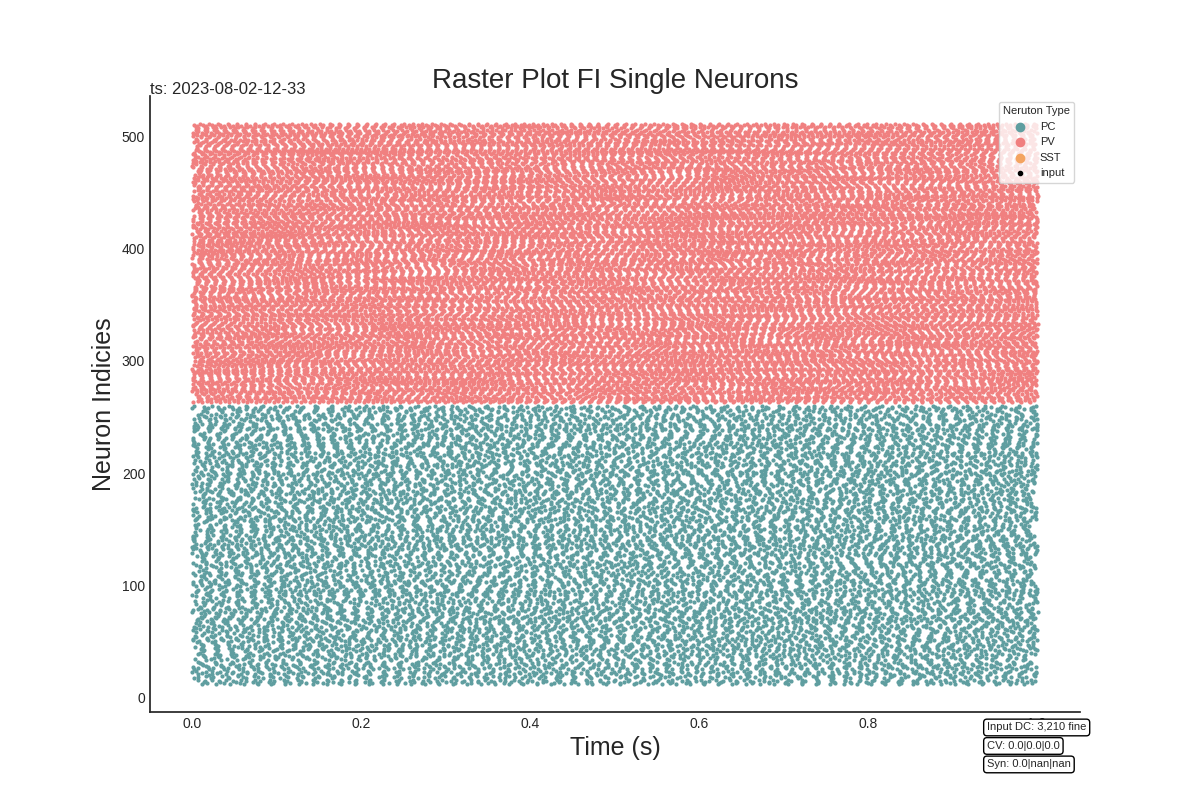 Raster Plot FI Single Neurons
ts: 2023-08-02-12-33
Neruton Type
PC
PV
SST
input
500
400
300
200
100
0
Neuron Indicies
0.0 0.2 0.4 0.6 0.8
Time (s)
Input DC: 3,210 fine
CV: 0.0|0.0|0.0
Syn: 0.0|nan|nan